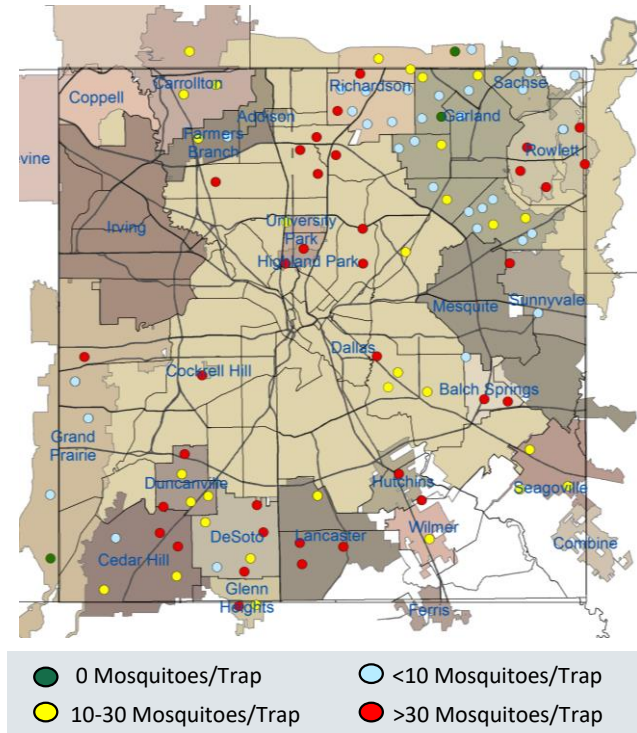 Coppell
Carrollton
Addison
Richardson
Sachse
Garland
Farmers
Branch
Rowlett
evine
Irving
University
Park
Highland Park
Mesquite
Sunnyvale
Dallas
Cockrell Hill
Balch Springs
Grand
Prairie
Duncanville
Hutchins
Seagoville
DeSoto
Lancaster
Wilmer
Combine
Cedar Hill
Glenn
Heights
Ferris
0 Mosquitoes/Trap
<10 Mosquitoes/Trap
10-30 Mosquitoes/Trap
>30 Mosquitoes/Trap